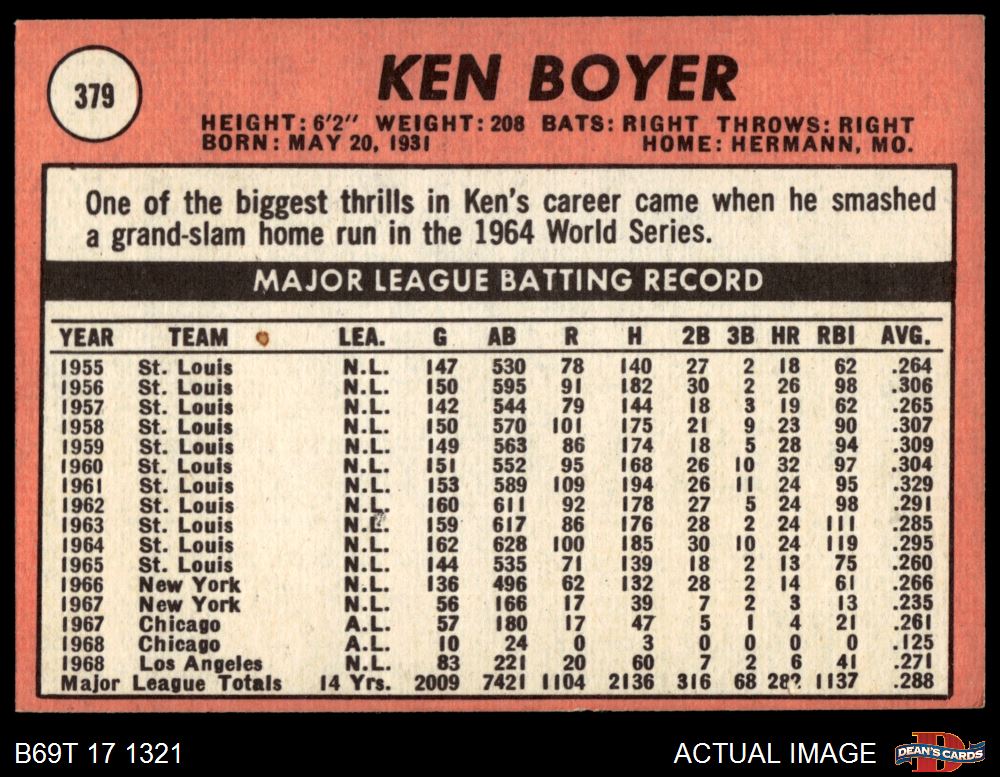 379
KEN BOYER
HEIGHT: 6'2" WEIGHT: 208 BATS: RIGHT THROWS: RIGHT
BORN: MAY 20, 1931 HOME: HERMANN, MO.
One of the biggest thrills in Ken's career came when he smashed
a grand-slam home run in the 1964 World Series.
MAJOR LEAGUE BATTING RECORD
YEAR TEAM LEA. G AB R H 2B 3B HR RBI AVG.
1955 St. Louis N.L. 147 530 78 140 27 2 18 62 .264
1956 St. Louis N.L. 150 595 91 182 30 2 26 98 .306
1957 St. Louis N.L. 142 544 79 144 18 3 19 62 .265
1958 St. Louis N.L. 150 570 101 175 21 9 23 90 .307
1959 St. Louis N.L. 149 563 86 174 18 5 28 94 .309
1960 St. Louis N.L. 151 552 95 168 26 10 32 97 .304
1961 St. Louis N.L. 153 589 109 194 26 11 24 95 .329
1962 St. Louis N.L. 160 611 92 178 27 5 24 98 .291
1963 St. Louis N.L. 159 617 86 176 28 2 24 111 .285
1964 St. Louis N.L. 162 628 100 185 30 10 24 119 .295
1965 St. Louis N.L. 144 535 71 139 18 2 13 75 .260
1966 New York N.L. 136 496 62 132 28 2 14 61 .266
1967 New York N.L. 56 166 17 39 7 2 3 13 .235
1967 Chicago A.L. 57 180 17 47 5 1 4 21 .261
1968 Chicago A.L. 10 24 0 3 0 0 0 0 .125
1968 Los Angeles N.L. 83 221 20 60 7 2 6 41 .271
Major League Totals 14 Yrs. 2009 7421 1104 2136 316 68 1137 .288
B69T 17 1321 ACTUAL IMAGE DEAN'S CARDS